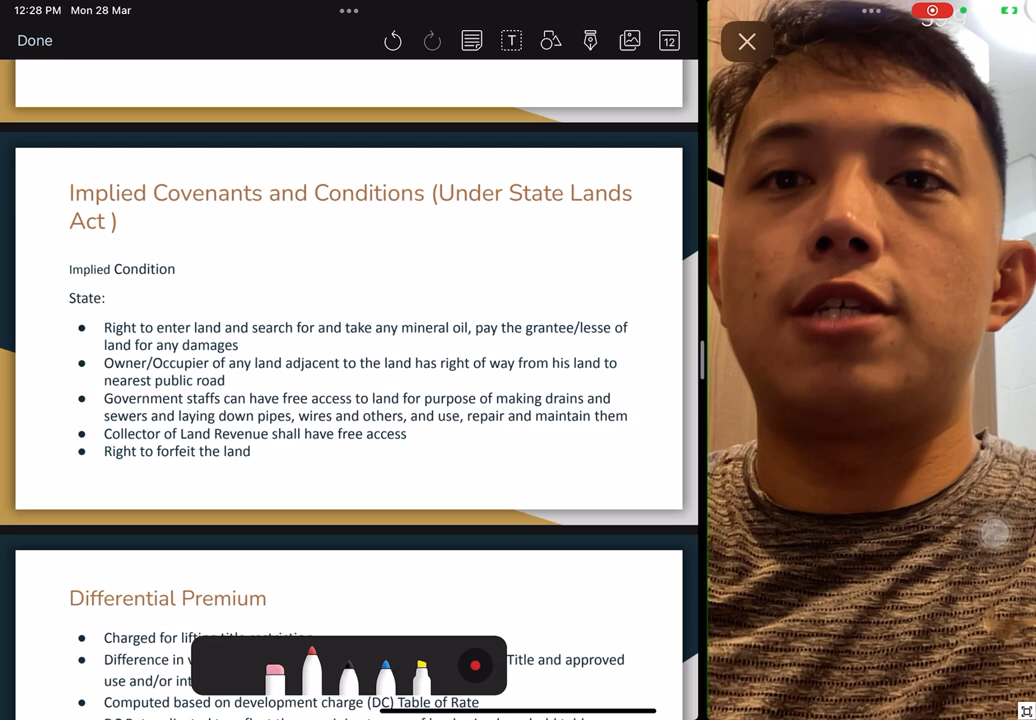 12:28 PM Mon 28 Mar
Done
T
12
Implied Covenants and Conditions (Under State Lands
Act )
Implied Condition
State:
Right to enter land and search for and take any mineral oil, pay the grantee/lesse of
land for any damages
Owner/Occupier of any land adjacent to the land has right of way from his land to
nearest public road
Government staffs can have free access to land for purpose of making drains and
sewers and laying down pipes, wires and others, and use, repair and maintain them
Collector of Land Revenue shall have free access
Right to forfeit the land
Differential Premium
Charged for lifting title restriction
Difference in Title and approved
use and/or
Computed based on development charge (DC) Table of Rate